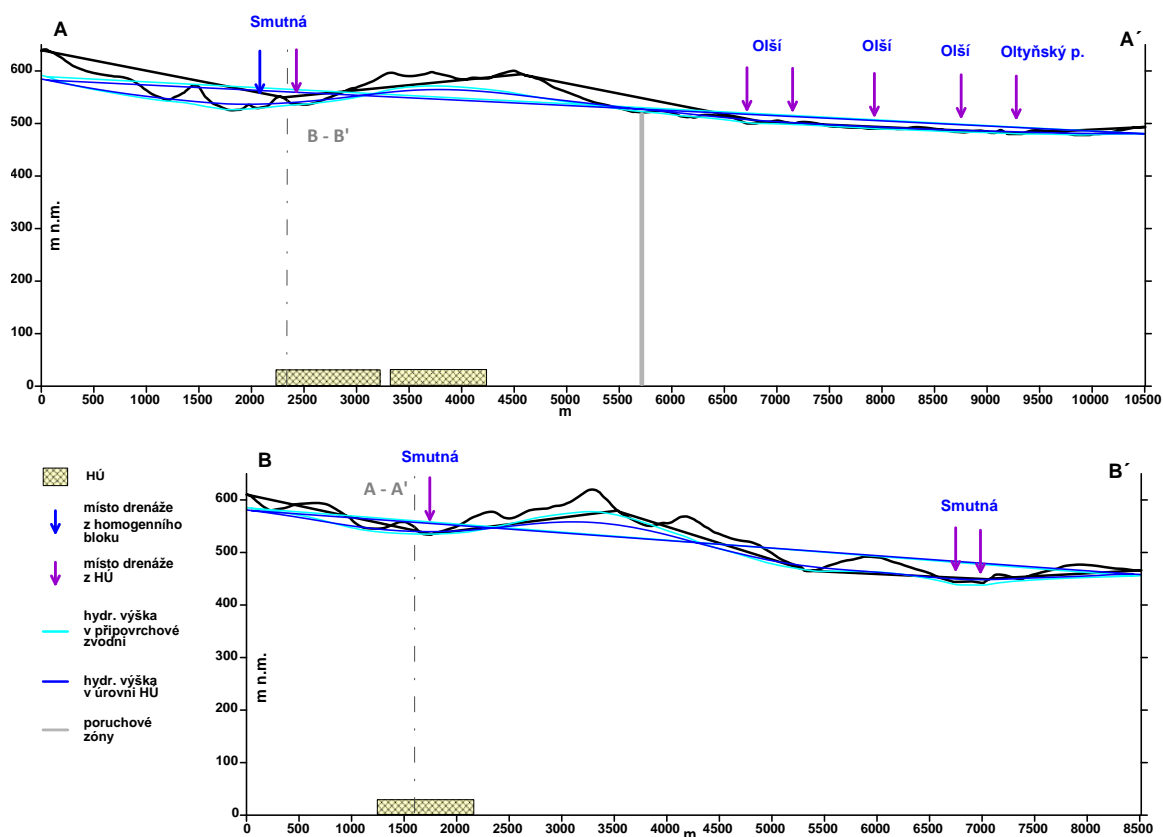 A
Smutná
Olší
Olší
Olší
Oltyňský p.
A´
600
500
400
300
200
100
0
m n.m.
B - B'
0 500 1000 1500 2000 2500 3000 3500 4000 4500 5000 5500 6000 6500 7000 7500 8000 8500 9000 9500 10000 10500
m
B
Smutná
B´
A - A'
Smutná
HÚ
místo drenáže
z homogenního
bloku
místo drenáže
z HÚ
hydr. výška
v připovrchové
zvodni
hydr. výška
v úrovni HÚ
poruchové
zóny
600
500
400
300
200
100
0
m n.m.
0 500 1000 1500 2000 2500 3000 3500 4000 4500 5000 5500 6000 6500 7000 7500 8000 8500
m